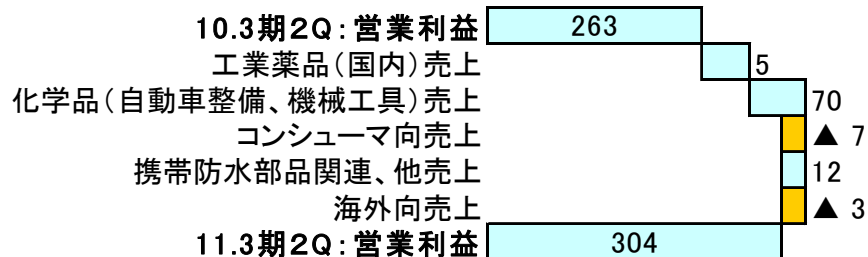 10.3期2Q:営業利益 263
工業薬品(国内)売上 5
化学品(自動車整備、機械工具)売上 70
コンシューマ向売上 ▲ 7
携帯防水部品関連、他売上 12
海外向売上 ▲ 3
11.3期2Q:営業利益 304